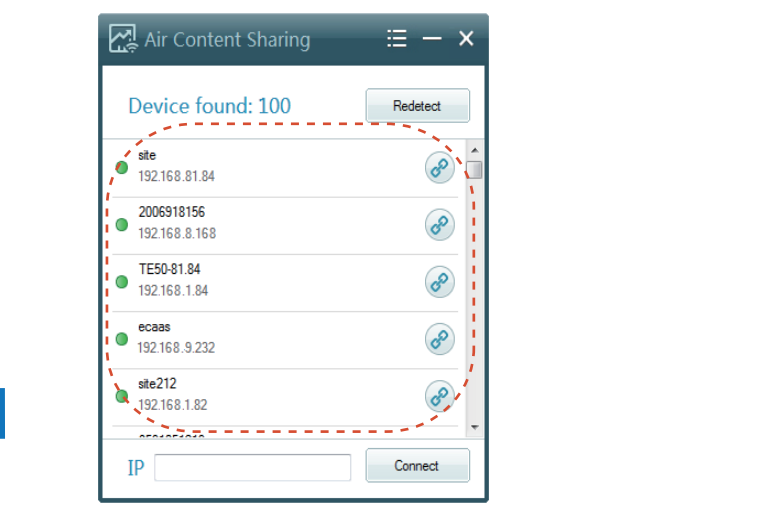 Air Content Sharing
Device found: 100
Redetect
site
192.168.81.84
2006918156
192.168.8.168
TE50-81.84
192.168.1.84
ecaas
192.168.9.232
site212
192.168.1.82
IP
Connect